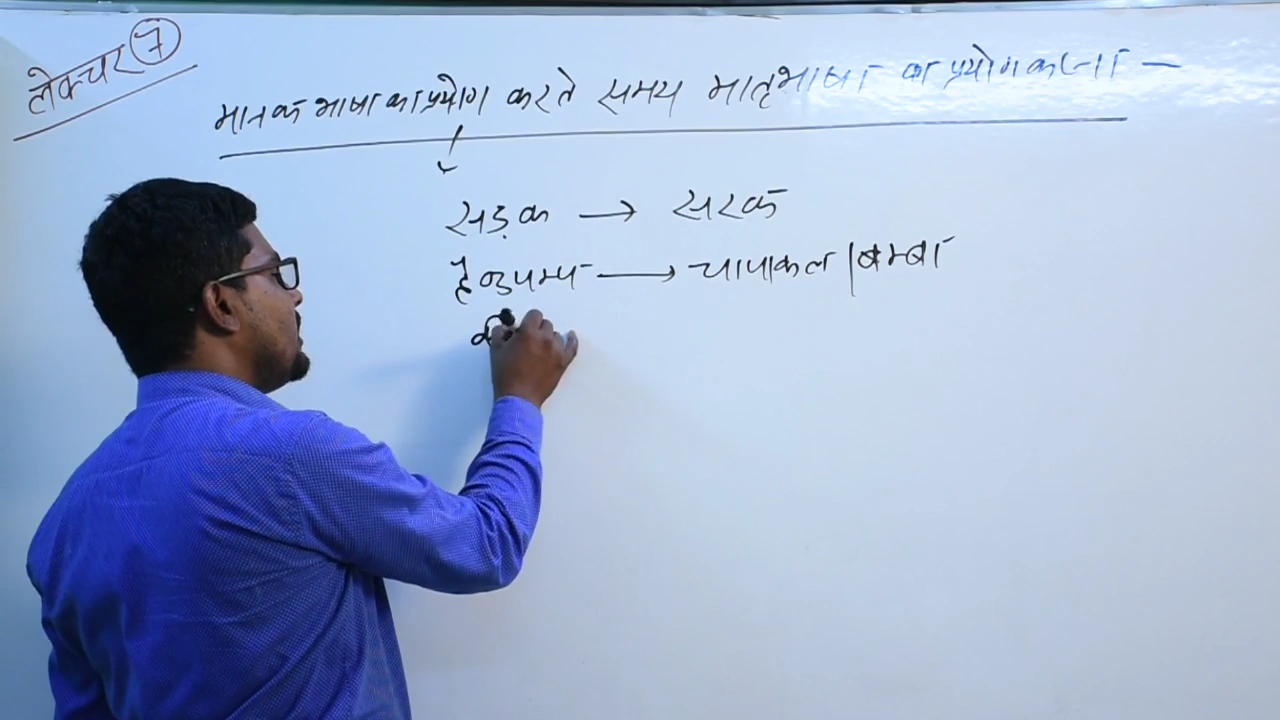 लेक्चर 7
मानक भाषा का प्रयोग करते समय मातृभाषा का प्रयोग करना —
सड़क → सरक
हैण्डपम्प → चापाकल | बम्बा